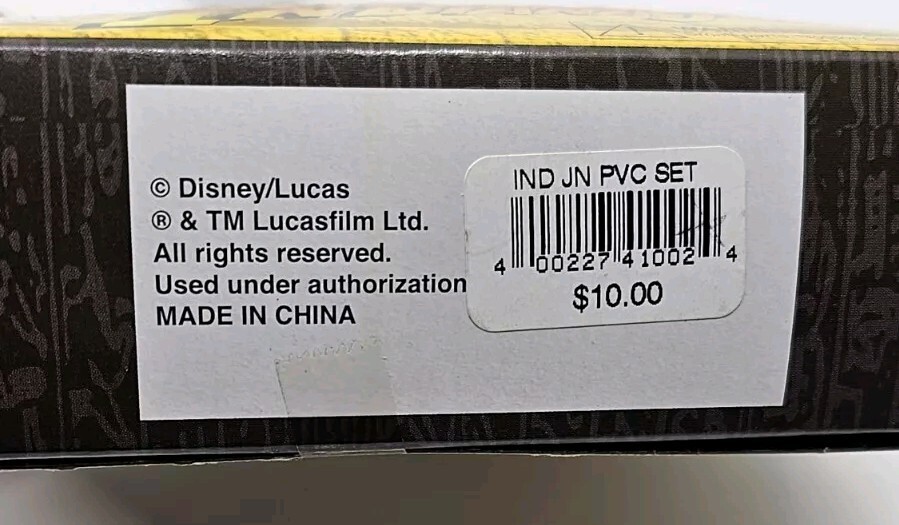 © Disney/Lucas
® & TM Lucasfilm Ltd.
All rights reserved.
Used under authorization
MADE IN CHINA
IND JN PVC SET
4 00227 41002 4
$10.00